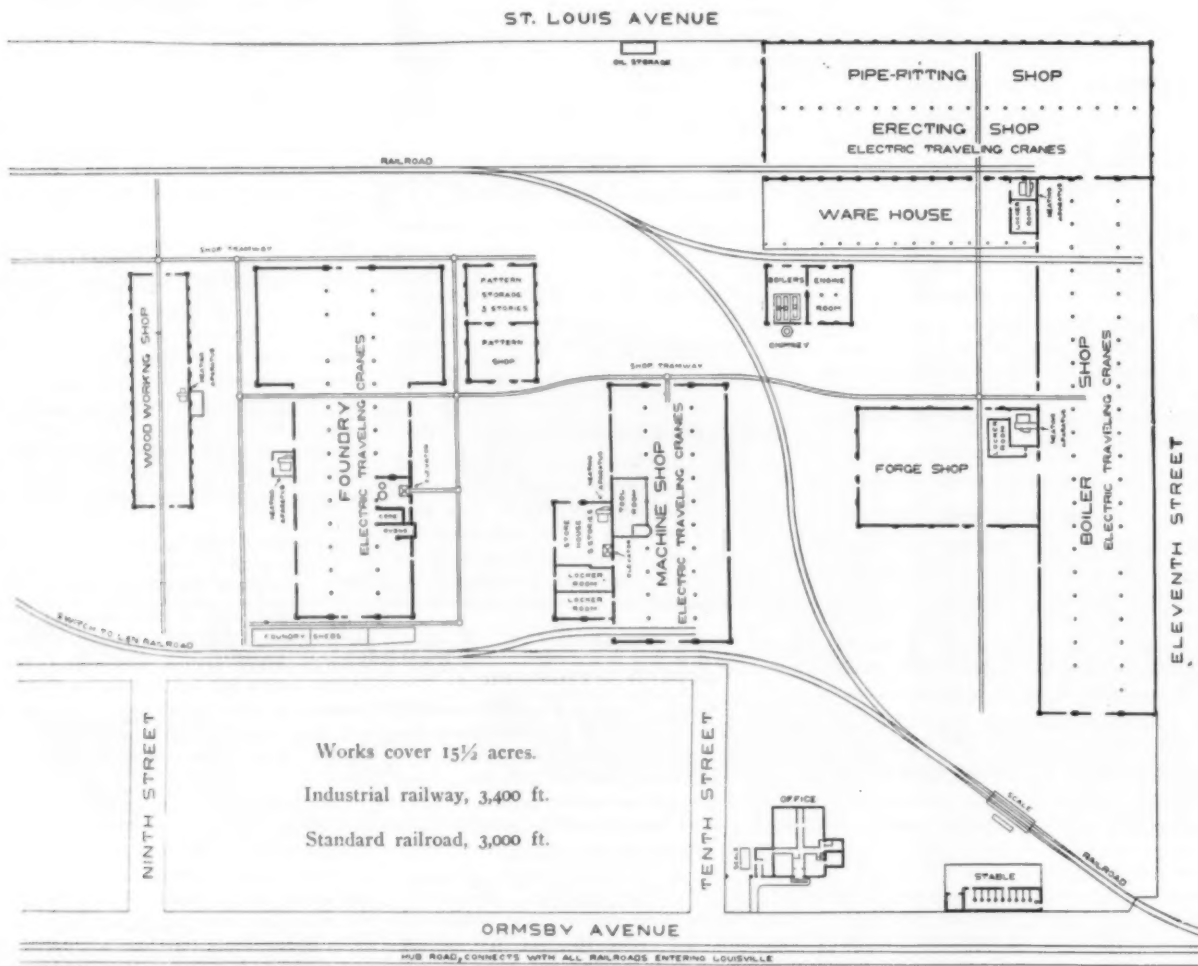 ST. LOUIS AVENUE
OIL STORAGE
PIPE-FITTING SHOP
ERECTING SHOP
ELECTRIC TRAVELING CRANES
RAILROAD
WARE HOUSE
LOCKER ROOM
HEATING APPARATUS
SHOP TRAMWAY
WOOD WORKING SHOP
HEATING APPARATUS
FOUNDRY
ELECTRIC TRAVELING CRANES
HEATING APPARATUS
ELEVATOR
CORE
OVENS
PATTERN
STORAGE
3 STORIES
PATTERN
SHOP
BOILERS
ENGINE
ROOM
CHIMNEY
SHOP TRAMWAY
MACHINE SHOP
ELECTRIC TRAVELING CRANES
HEATING APPARATUS
TOOL
ROOM
STORE
HOUSE
3 STORIES
ELEVATOR
LOCKER
ROOM
LOCKER
ROOM
FORGE SHOP
LOCKER ROOM
HEATING APPARATUS
BOILER SHOP
ELECTRIC TRAVELING CRANES
ELEVENTH STREET
SWITCH TO L&N RAILROAD
FOUNDRY SHEDS
NINTH STREET
Works cover 15½ acres.
Industrial railway, 3,400 ft.
Standard railroad, 3,000 ft.
TENTH STREET
OFFICE
SCALE
SCALE
RAILROAD
STABLE
ORMSBY AVENUE
HUB ROAD, CONNECTS WITH ALL RAILROADS ENTERING LOUISVILLE